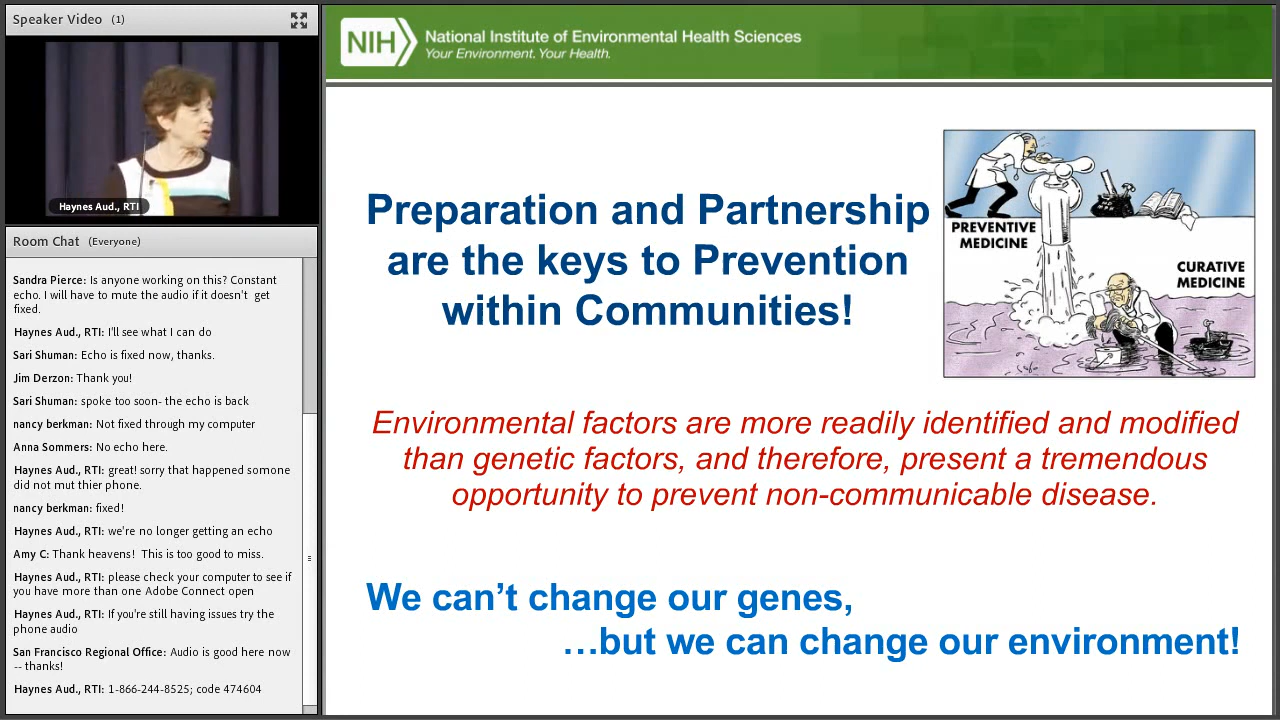 Speaker Video (1)
Haynes Aud., RTI
Room Chat (Everyone)
Sandra Pierce: Is anyone working on this? Constant
echo. I will have to mute the audio if it doesn't get
fixed.
Haynes Aud., RTI: I'll see what I can do
Sari Shuman: Echo is fixed now, thanks.
Jim Derzon: Thank you!
Sari Shuman: spoke too soon- the echo is back
nancy berkman: Not fixed through my computer
Anna Sommers: No echo here.
Haynes Aud., RTI: great! sorry that happened somone
did not mut thier phone.
nancy berkman: fixed!
Haynes Aud., RTI: we're no longer getting an echo
Amy C: Thank heavens! This is too good to miss.
Haynes Aud., RTI: please check your computer to see if
you have more than one Adobe Connect open
Haynes Aud., RTI: If you're still having issues try the
phone audio
San Francisco Regional Office: Audio is good here now
-- thanks!
Haynes Aud., RTI: 1-866-244-8525; code 474604
NIH
National Institute of Environmental Health Sciences
Your Environment. Your Health.
Preparation and Partnership
are the keys to Prevention
within Communities!
PREVENTIVE
MEDICINE
CURATIVE
MEDICINE
Environmental factors are more readily identified and modified
than genetic factors, and therefore, present a tremendous
opportunity to prevent non-communicable disease.
We can’t change our genes,
…but we can change our environment!